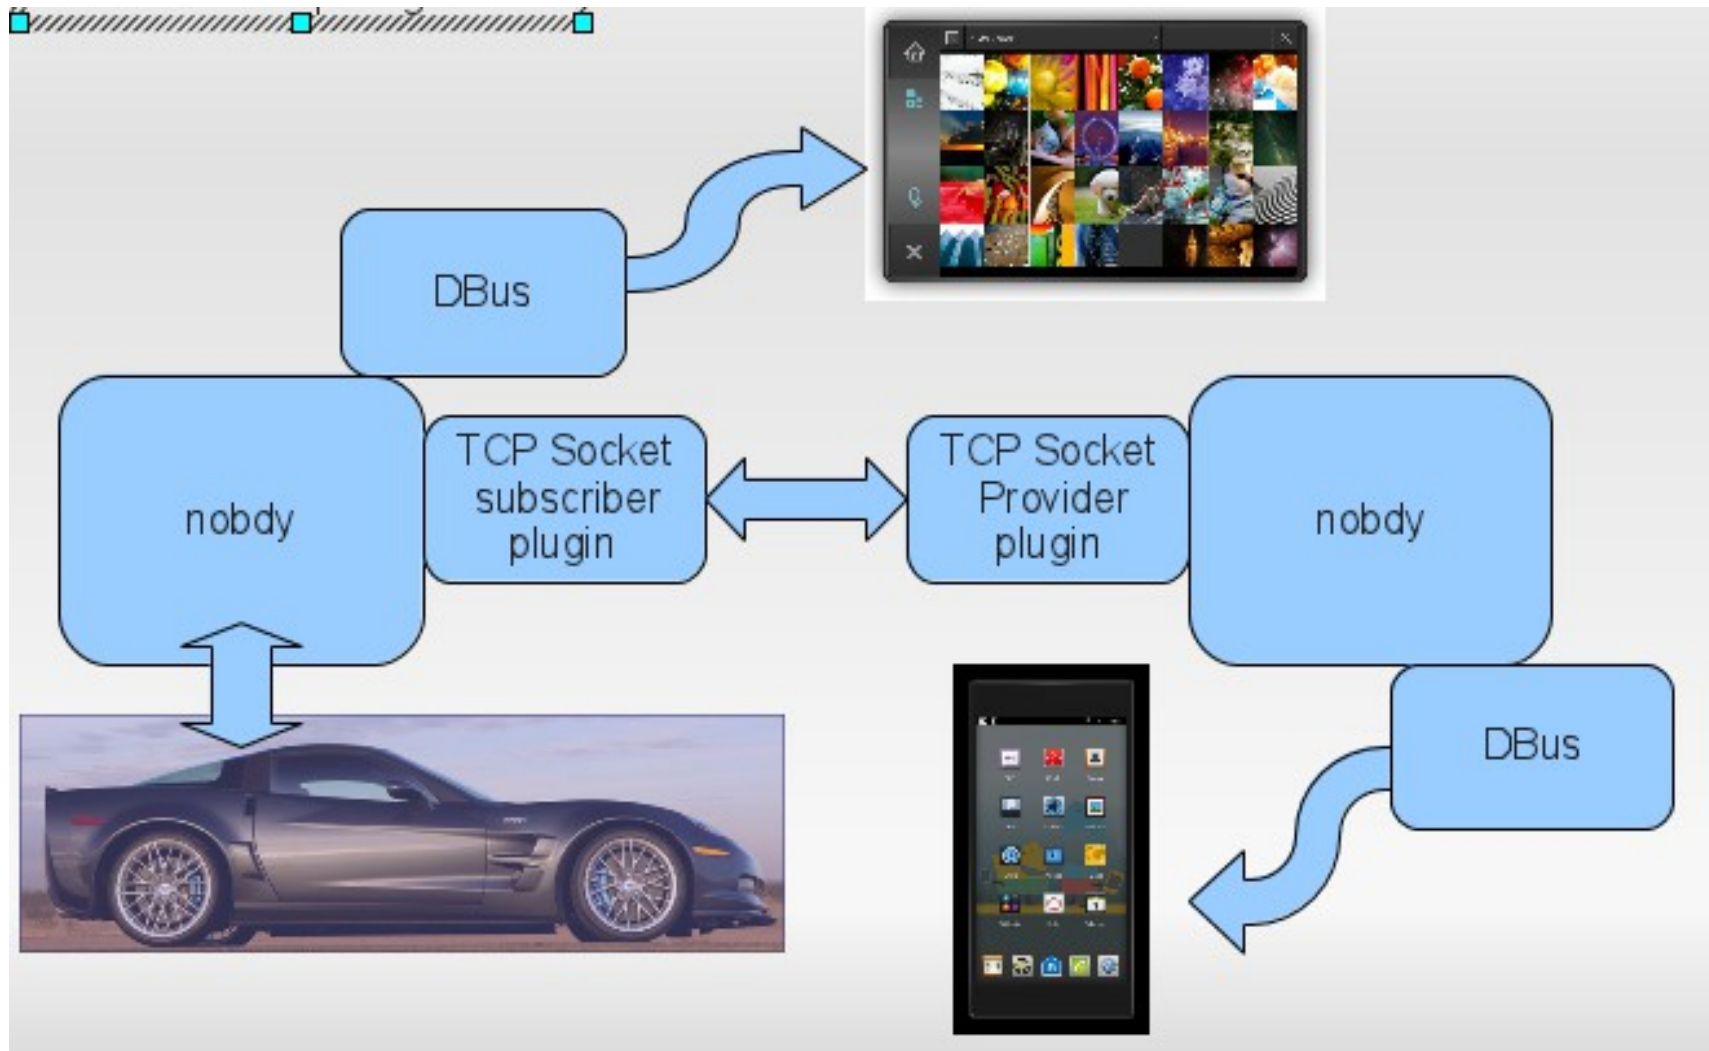 DBus
nobdy
TCP Socket
subscriber
plugin
TCP Socket
Provider
plugin
nobdy
DBus